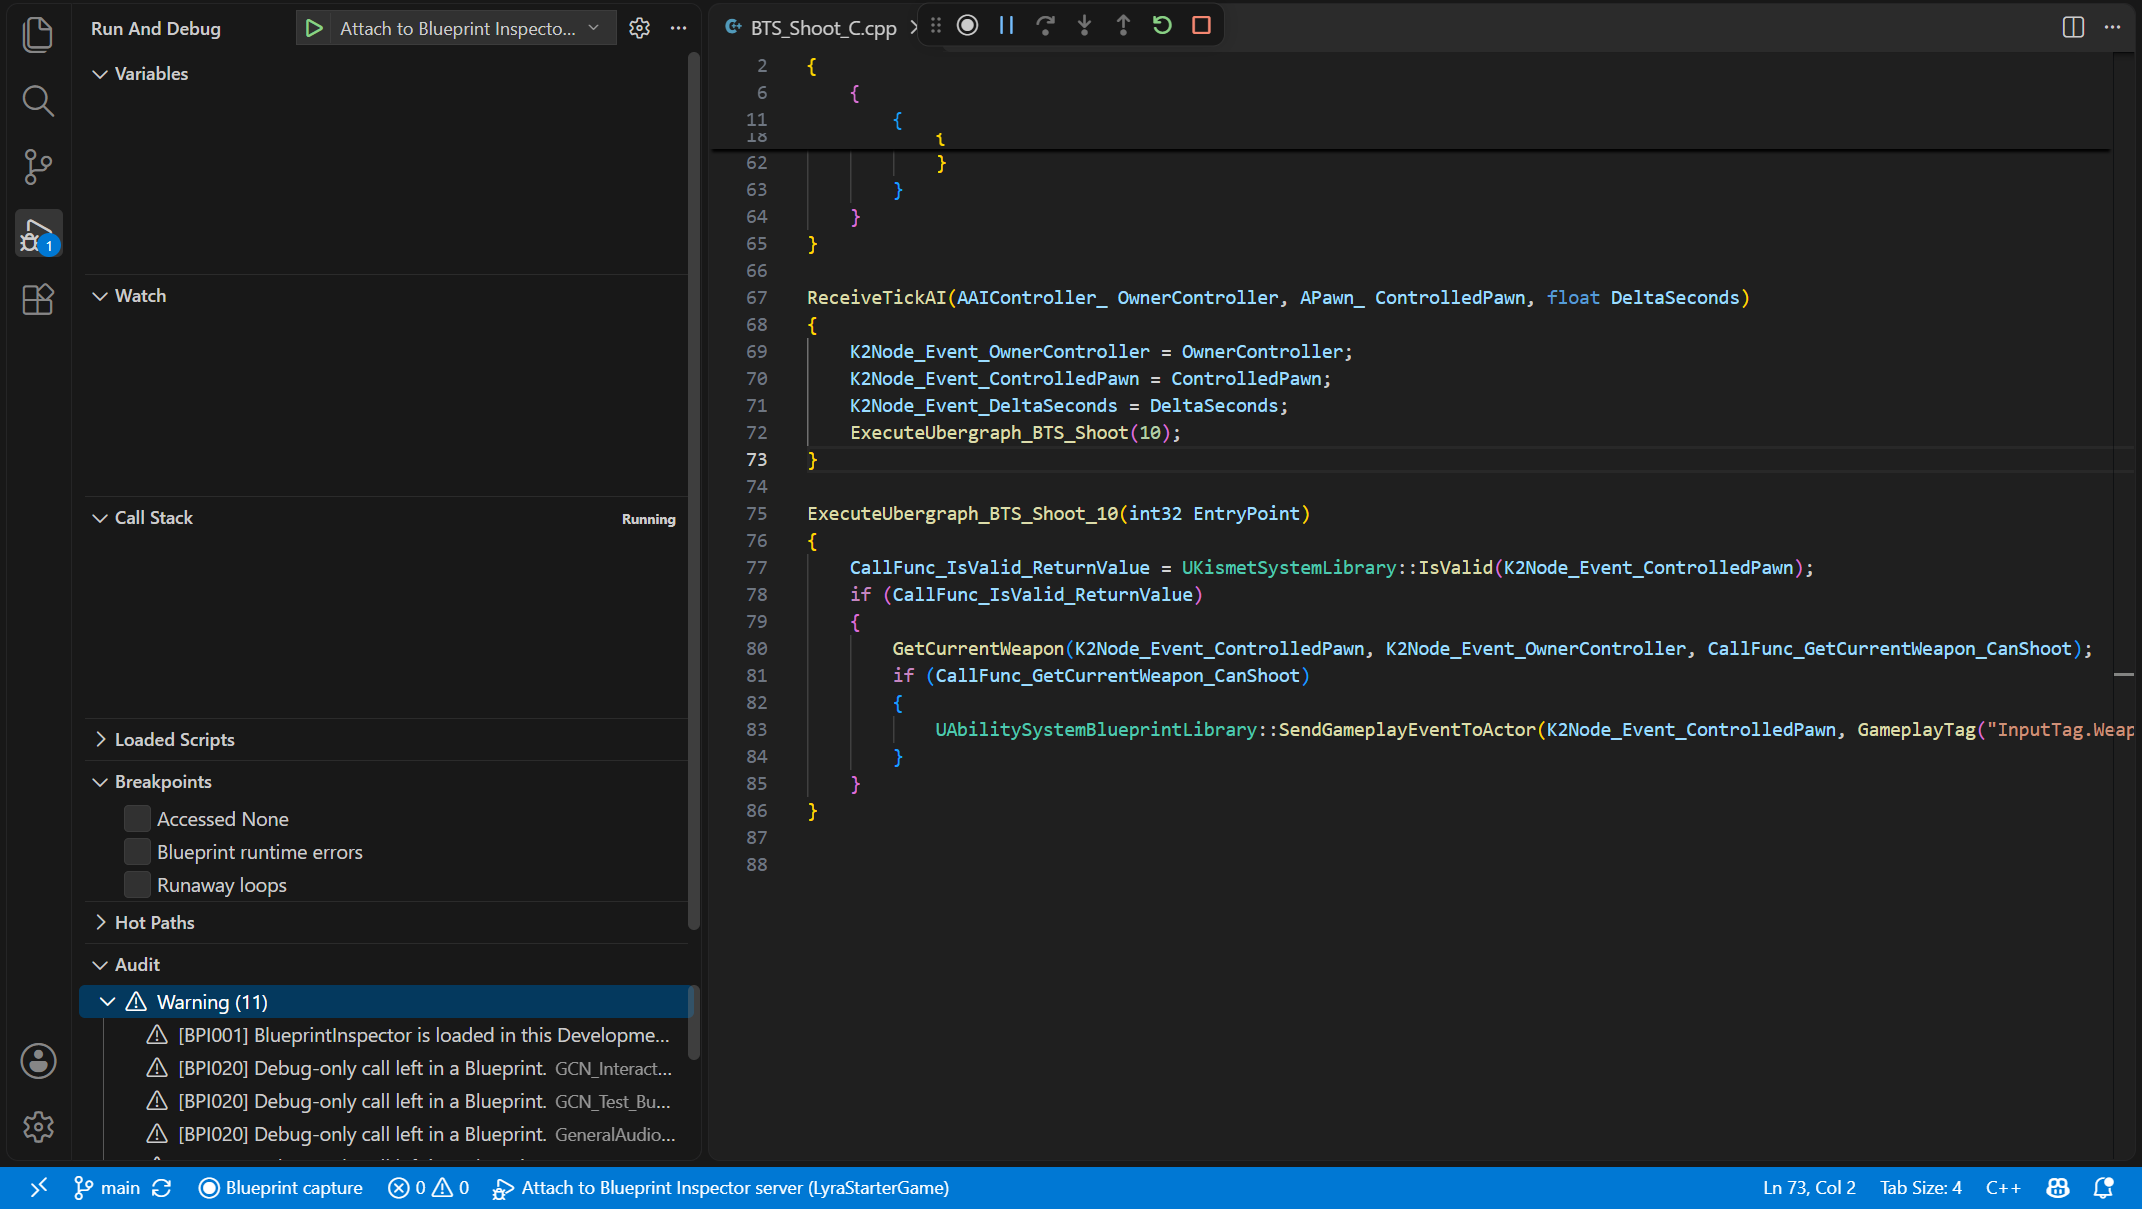 Run And Debug
Attach to Blueprint Inspecto...
Variables
Watch
Call Stack
Running
Loaded Scripts
Breakpoints
Accessed None
Blueprint runtime errors
Runaway loops
Hot Paths
Audit
Warning (11)
[BPI001] BlueprintInspector is loaded in this Developme...
[BPI020] Debug-only call left in a Blueprint. GCN_Interact...
[BPI020] Debug-only call left in a Blueprint. GCN_Test_Bu...
[BPI020] Debug-only call left in a Blueprint. GeneralAudio...
1
BTS_Shoot_C.cpp
2 {
6 {
11 {
18 {
62 }
63 }
64 }
65 }
66
67 ReceiveTickAI(AAIController_ OwnerController, APawn_ ControlledPawn, float DeltaSeconds)
68 {
69 K2Node_Event_OwnerController = OwnerController;
70 K2Node_Event_ControlledPawn = ControlledPawn;
71 K2Node_Event_DeltaSeconds = DeltaSeconds;
72 ExecuteUbergraph_BTS_Shoot(10);
73 }
74
75 ExecuteUbergraph_BTS_Shoot_10(int32 EntryPoint)
76 {
77 CallFunc_IsValid_ReturnValue = UKismetSystemLibrary::IsValid(K2Node_Event_ControlledPawn);
78 if (CallFunc_IsValid_ReturnValue)
79 {
80 GetCurrentWeapon(K2Node_Event_ControlledPawn, K2Node_Event_OwnerController, CallFunc_GetCurrentWeapon_CanShoot);
81 if (CallFunc_GetCurrentWeapon_CanShoot)
82 {
83 UAbilitySystemBlueprintLibrary::SendGameplayEventToActor(K2Node_Event_ControlledPawn, GameplayTag("InputTag.Weap
84 }
85 }
86 }
87
88
main
Blueprint capture
0 0
Attach to Blueprint Inspector server (LyraStarterGame)
Ln 73, Col 2
Tab Size: 4
C++